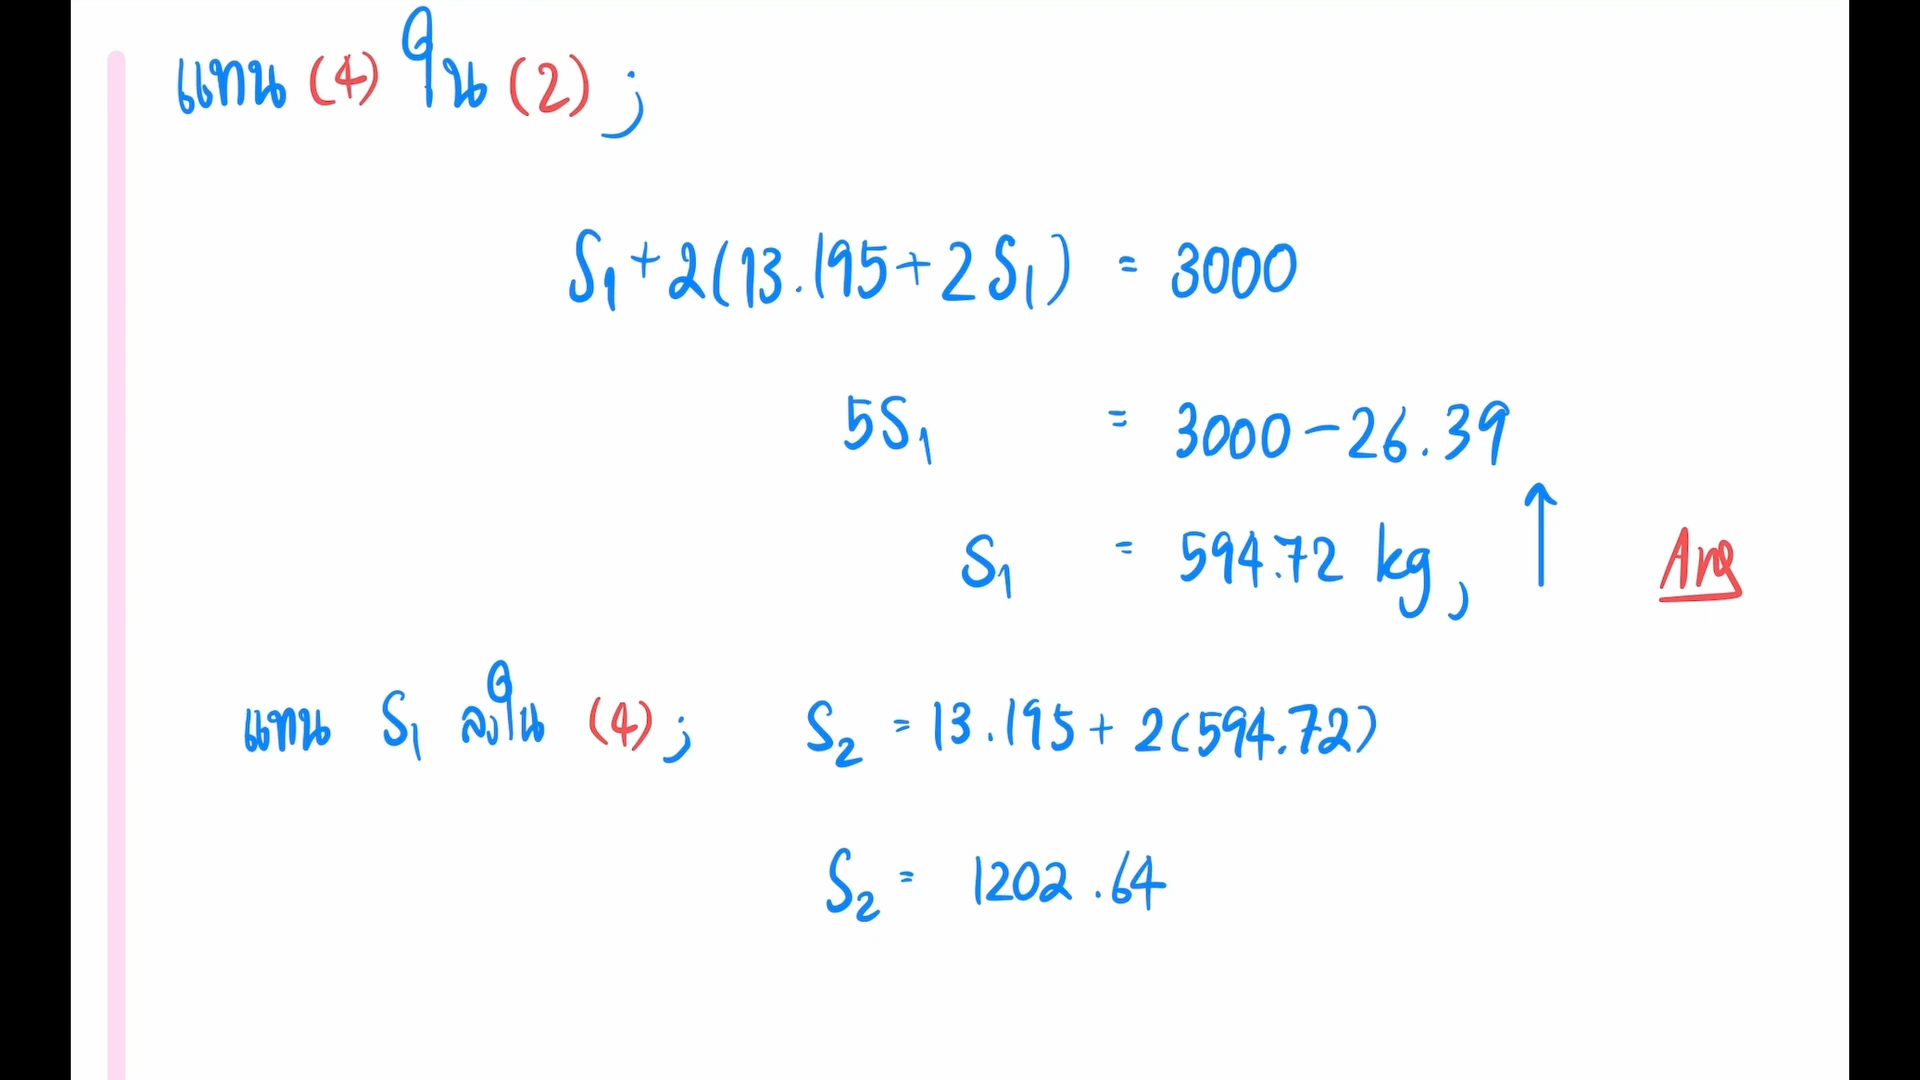 แทน (4) ใน (2) ;
S₁ + 2(13.195 + 2S₁) = 3000
5S₁ = 3000 - 26.39
S₁ = 594.72 kg, ↑ Ans
แทน S₁ ลงใน (4) ; S₂ = 13.195 + 2(594.72)
S₂ = 1202.64